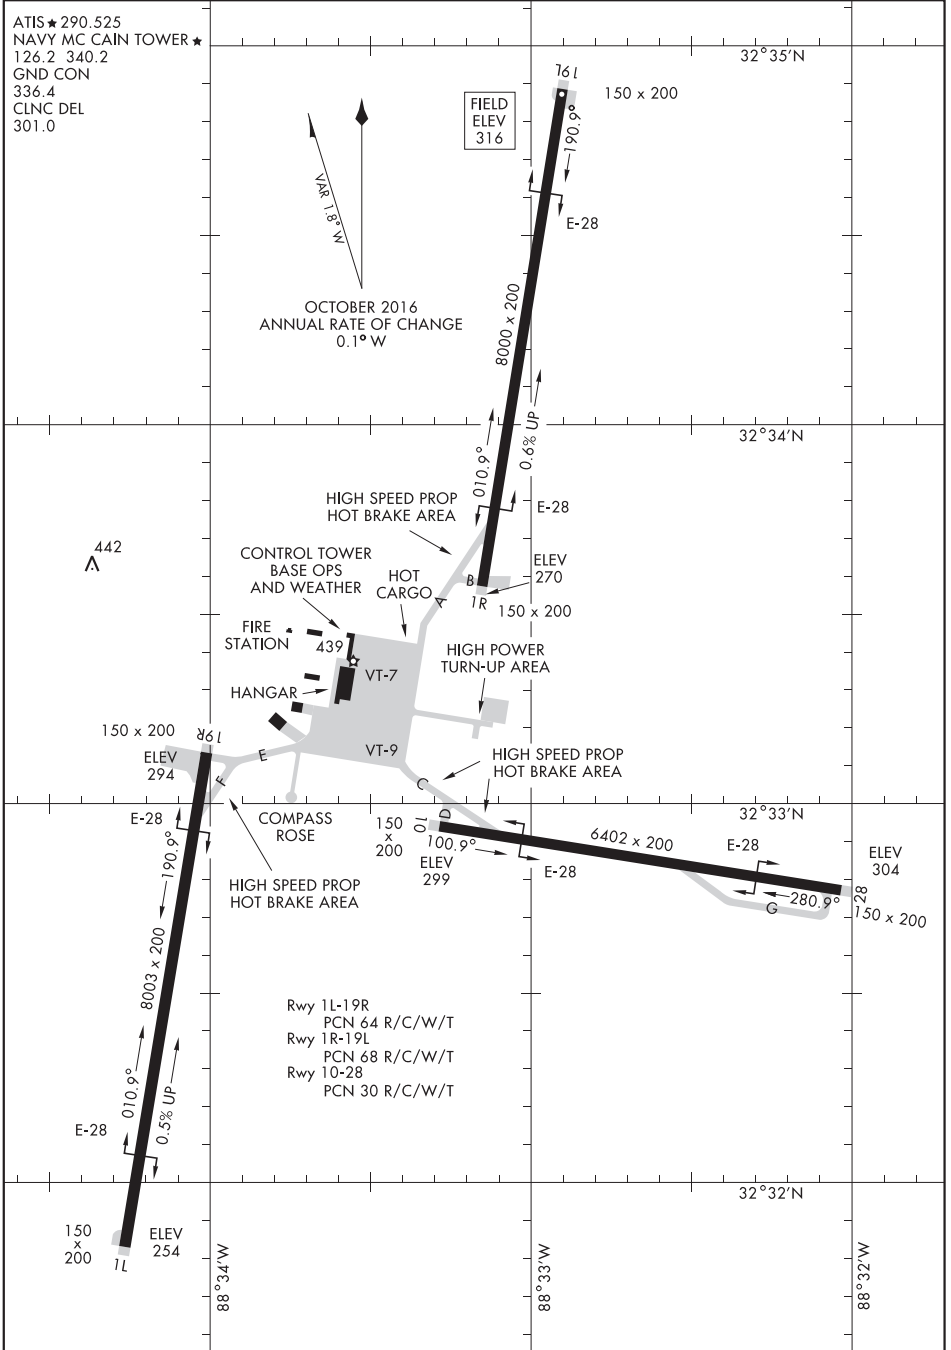 ATIS ★ 290.525
NAVY MC CAIN TOWER ★
126.2 340.2
GND CON
336.4
CLNC DEL
301.0
32°35'N
19L
150 x 200
FIELD
ELEV
316
190.9°
VAR 1.8° W
E-28
OCTOBER 2016
ANNUAL RATE OF CHANGE
0.1° W
8000 x 200
32°34'N
0.6% UP
010.9°
HIGH SPEED PROP
HOT BRAKE AREA
E-28
442
CONTROL TOWER
BASE OPS
AND WEATHER
HOT
CARGO
ELEV
270
B
1R
150 x 200
A
FIRE
STATION
439
VT-7
HIGH POWER
TURN-UP AREA
HANGAR
150 x 200
19R
ELEV
294
E
F
VT-9
HIGH SPEED PROP
HOT BRAKE AREA
C
D
32°33'N
E-28
COMPASS
ROSE
150
x
200
10
100.9°
ELEV
299
6402 x 200
E-28
E-28
ELEV
304
190.9°
HIGH SPEED PROP
HOT BRAKE AREA
280.9°
28
G
150 x 200
8003 x 200
Rwy 1L-19R
PCN 64 R/C/W/T
Rwy 1R-19L
PCN 68 R/C/W/T
Rwy 10-28
PCN 30 R/C/W/T
010.9°
0.5% UP
E-28
32°32'N
150
x
200
ELEV
254
1L
88°34'W
88°33'W
88°32'W